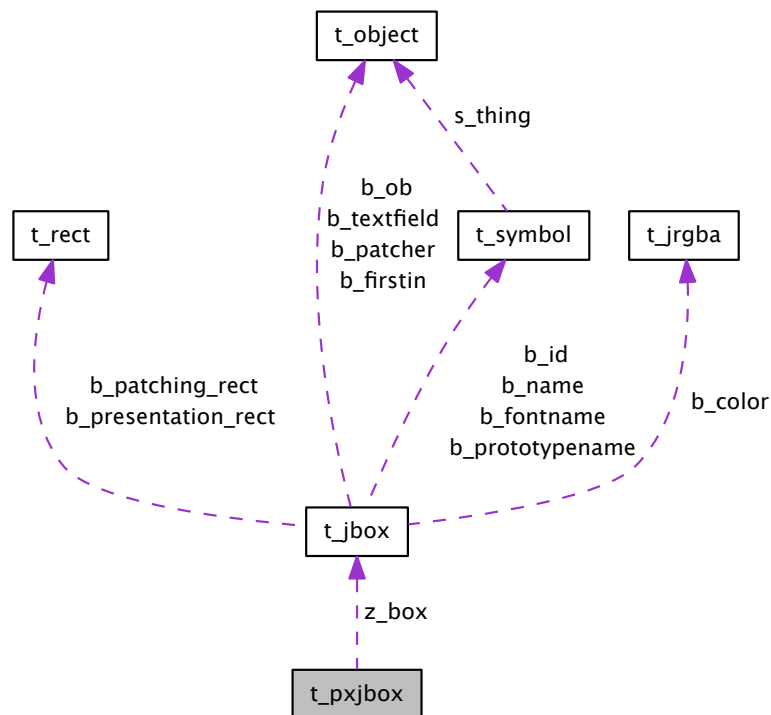 t_object
s_thing
b_ob
b_textfield
b_patcher
b_firstin
t_rect
t_symbol
t_jrgba
b_patching_rect
b_presentation_rect
b_id
b_name
b_fontname
b_prototypename
b_color
t_jbox
z_box
t_pxjbox